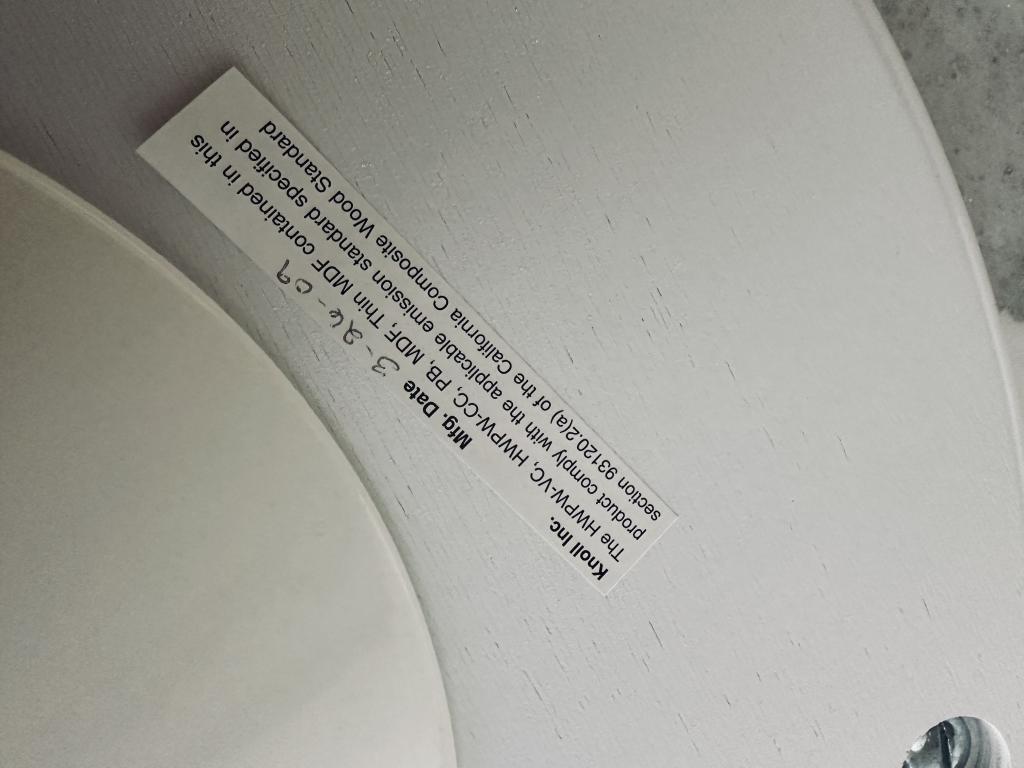 Knoll Inc. Mfg. Date 3-26-09
The HWPW-VC, HWPW-CC, PB, MDF, Thin MDF contained in this
product comply with the applicable emission standard specified in
section 93120.2(a) of the California Composite Wood Standard